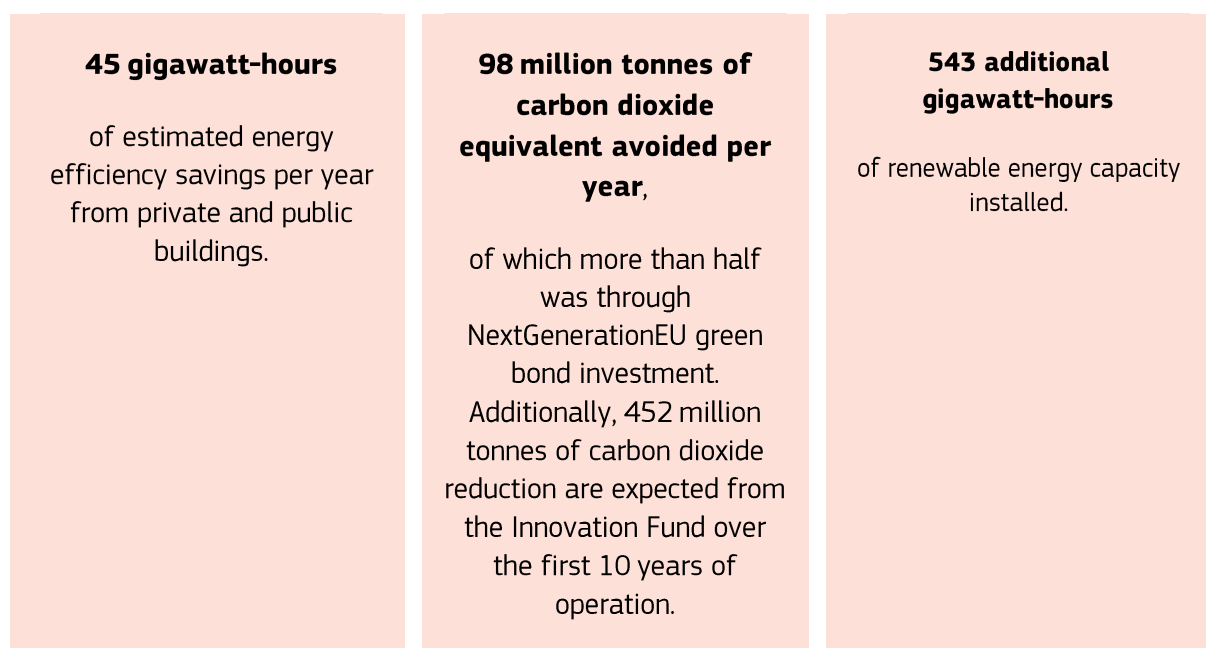 45 gigawatt-hours
of estimated energy
efficiency savings per year
from private and public
buildings.
98 million tonnes of
carbon dioxide
equivalent avoided per
year,
of which more than half
was through
NextGenerationEU green
bond investment.
Additionally, 452 million
tonnes of carbon dioxide
reduction are expected from
the Innovation Fund over
the first 10 years of
operation.
543 additional
gigawatt-hours
of renewable energy capacity
installed.